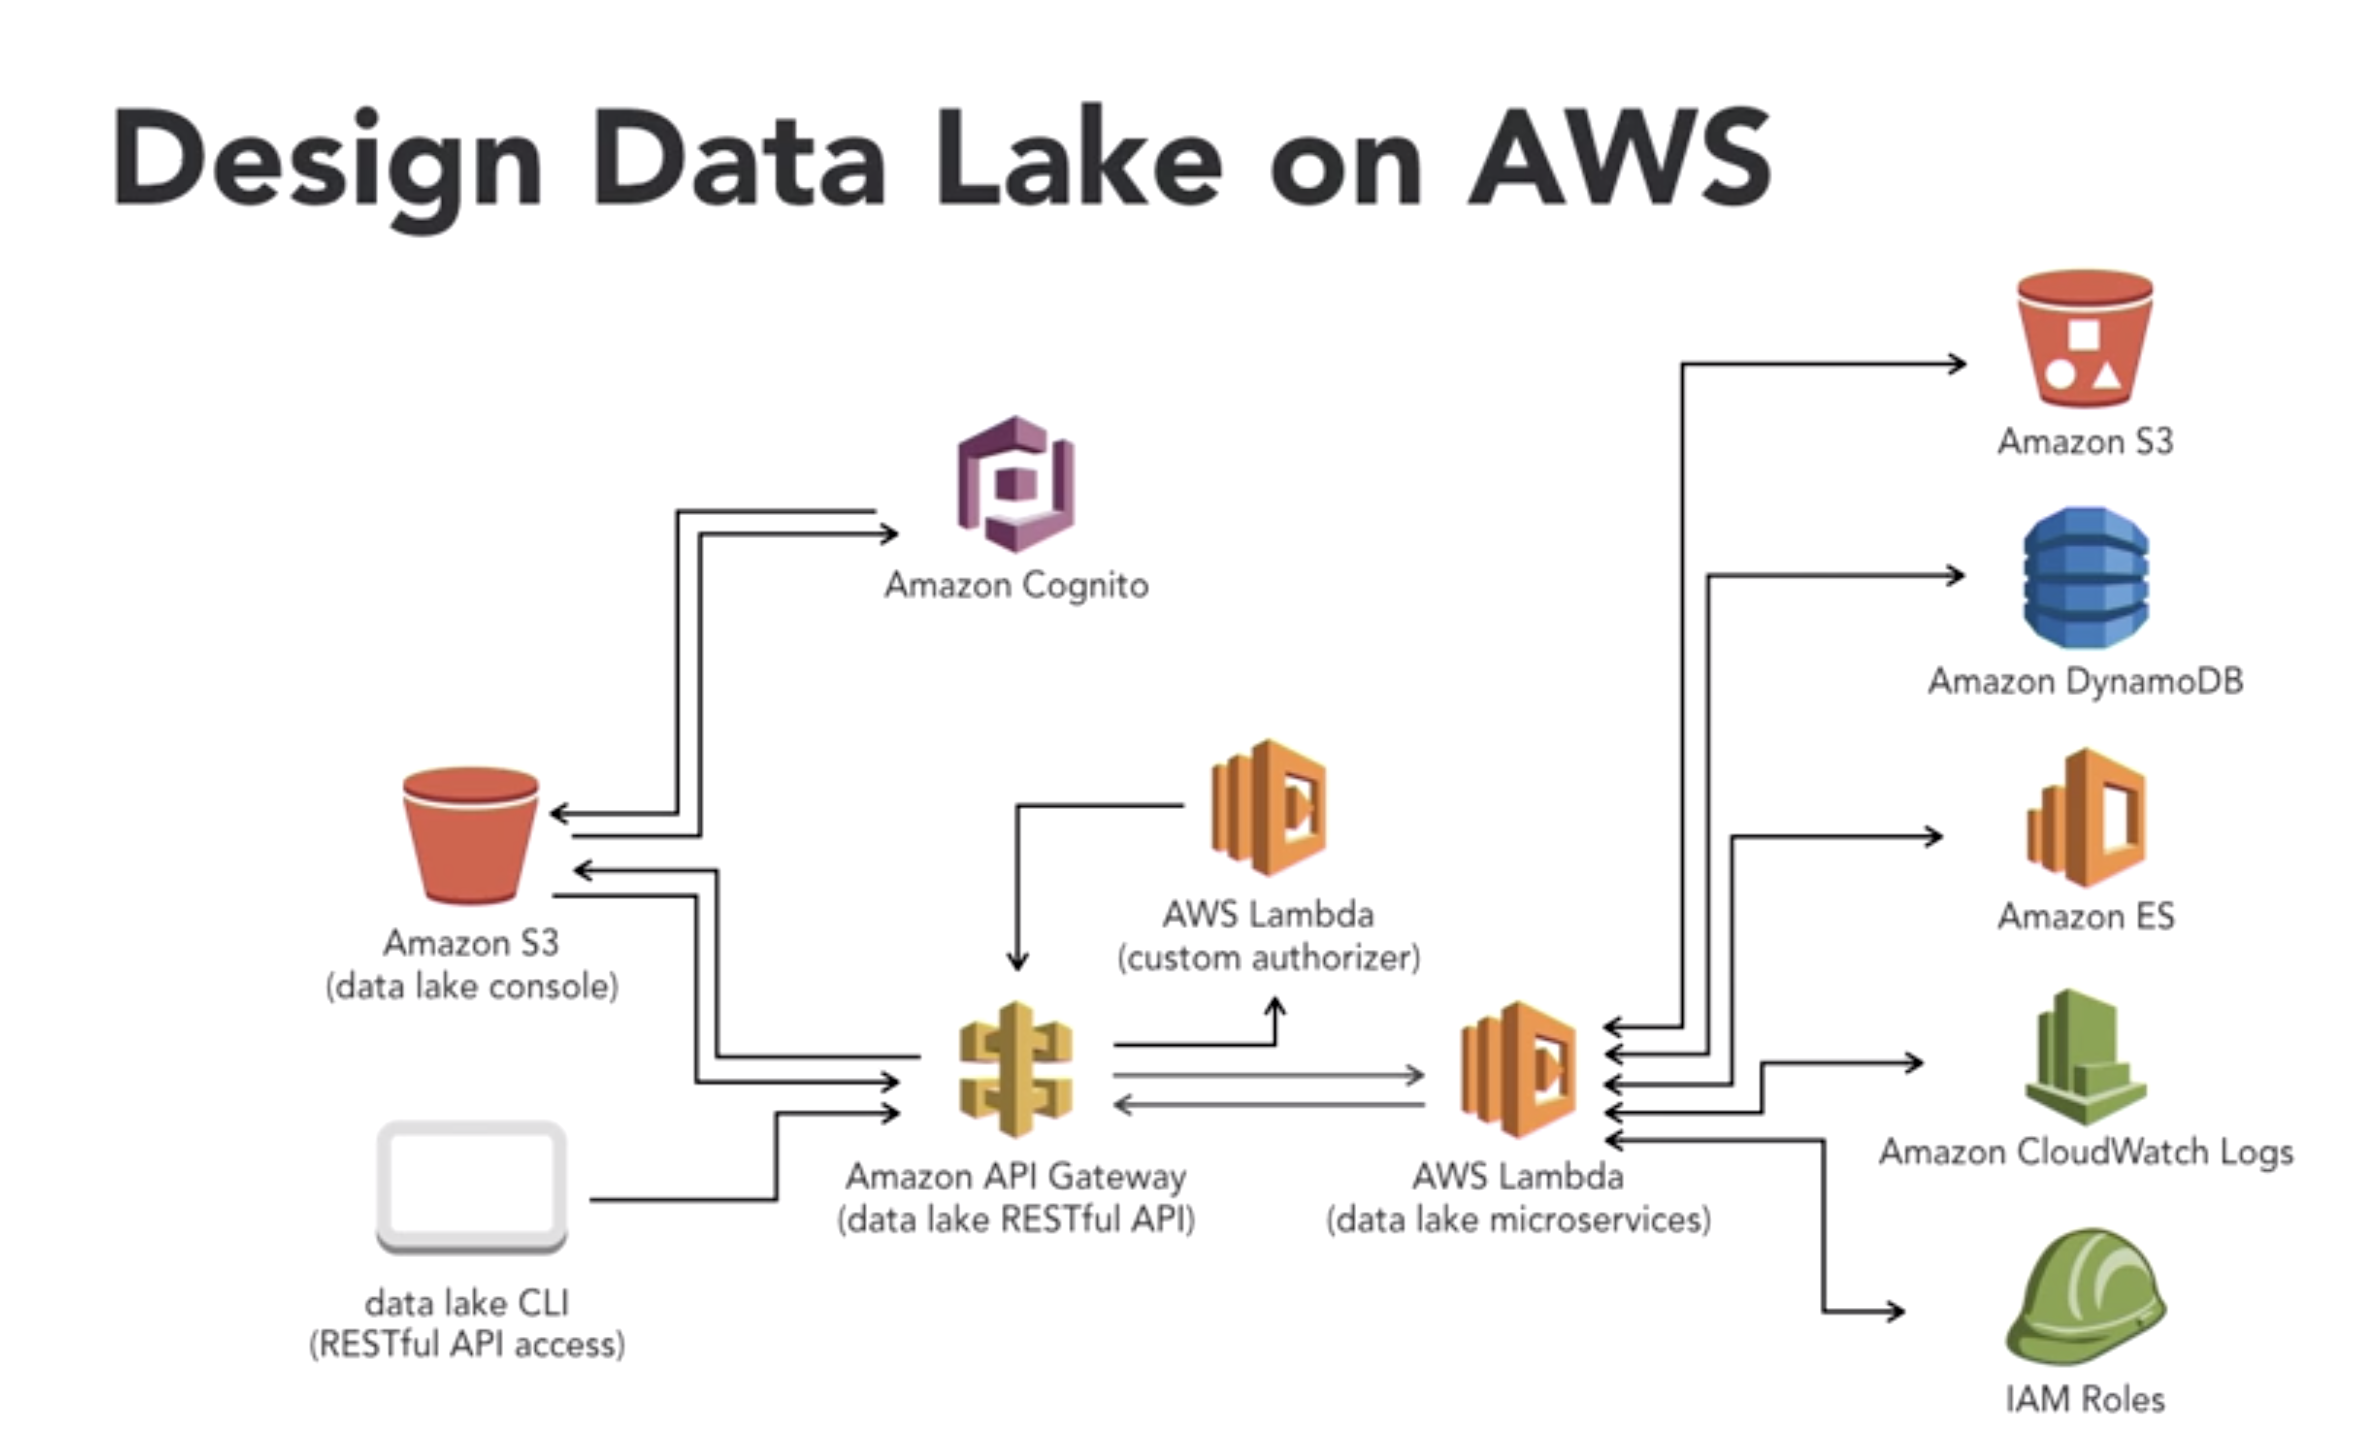 Design Data Lake on AWS
Amazon S3
Amazon Cognito
Amazon DynamoDB
AWS Lambda
(custom authorizer)
Amazon ES
Amazon S3
(data lake console)
Amazon API Gateway
(data lake RESTful API)
AWS Lambda
(data lake microservices)
Amazon CloudWatch Logs
data lake CLI
(RESTful API access)
IAM Roles